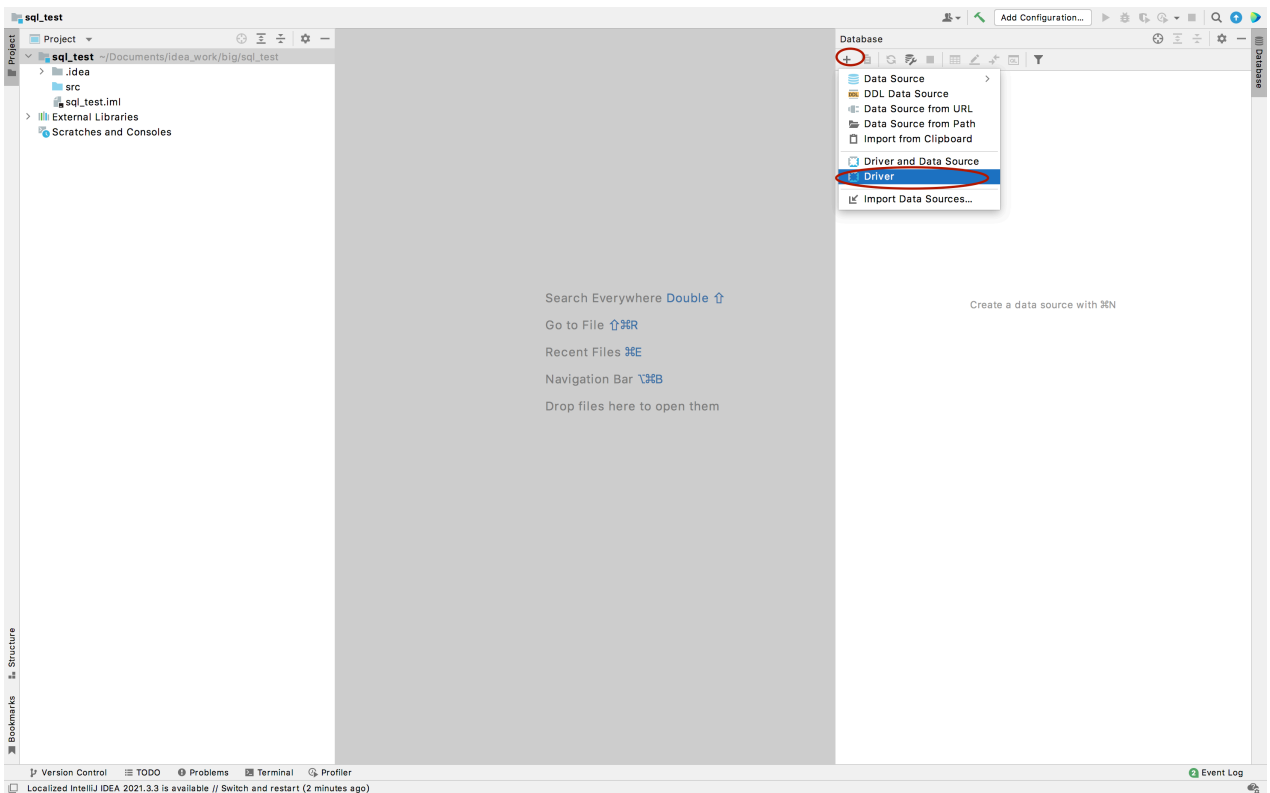 sql_test
Add Configuration...
Project
Project
sql_test ~/Documents/idea_work/big/sql_test
.idea
src
sql_test.iml
External Libraries
Scratches and Consoles
Search Everywhere Double ⇧
Go to File ⇧⌘R
Recent Files ⌘E
Navigation Bar ⌥⌘B
Drop files here to open them
Database
Database
Data Source
DDL Data Source
Data Source from URL
Data Source from Path
Import from Clipboard
Driver and Data Source
Driver
Import Data Sources...
Create a data source with ⌘N
Structure
Bookmarks
Version Control
TODO
Problems
Terminal
Profiler
2 Event Log
Localized IntelliJ IDEA 2021.3.3 is available // Switch and restart (2 minutes ago)